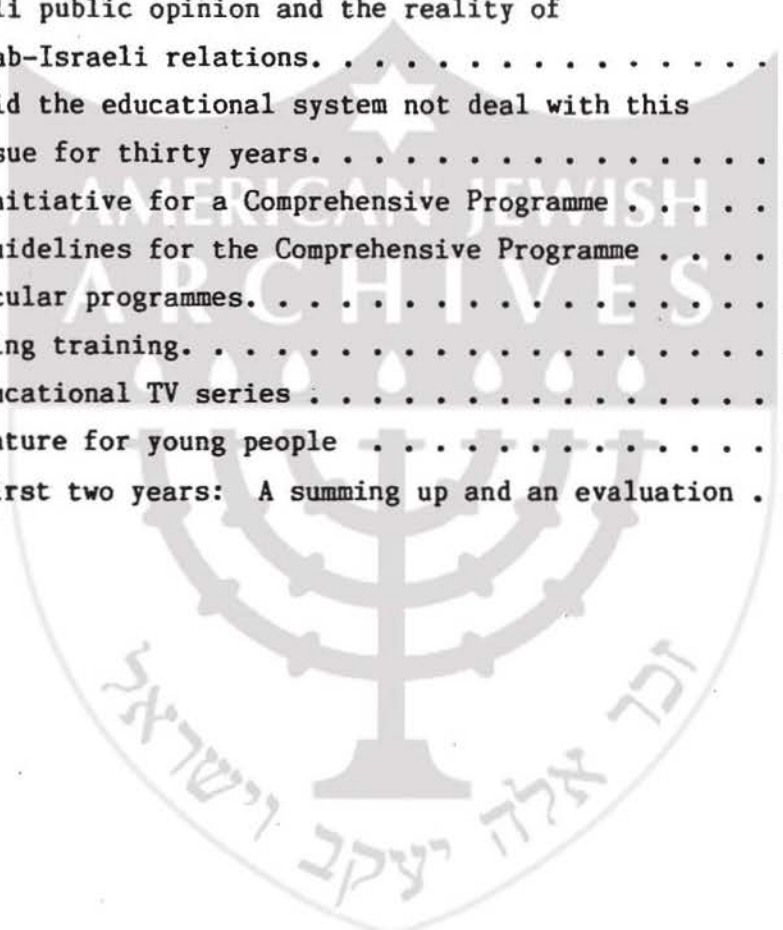 li public opinion and the reality of
ab-Israeli relations. . . . . . . . . . . . . . .
id the educational system not deal with this
sue for thirty years. . . . . . . . . . . . . . .
nitiative for a Comprehensive Programme . . . . .
uidelines for the Comprehensive Programme . . . .
cular programmes. . . . . . . . . . . . . . . . .
ing training. . . . . . . . . . . . . . . . . . .
ucational TV series . . . . . . . . . . . . . . .
ature for young people . . . . . . . . . . . . .
irst two years: A summing up and an evaluation .
AMERICAN JEWISH
ARCHIVES
זכר אלה יעקב וישראל